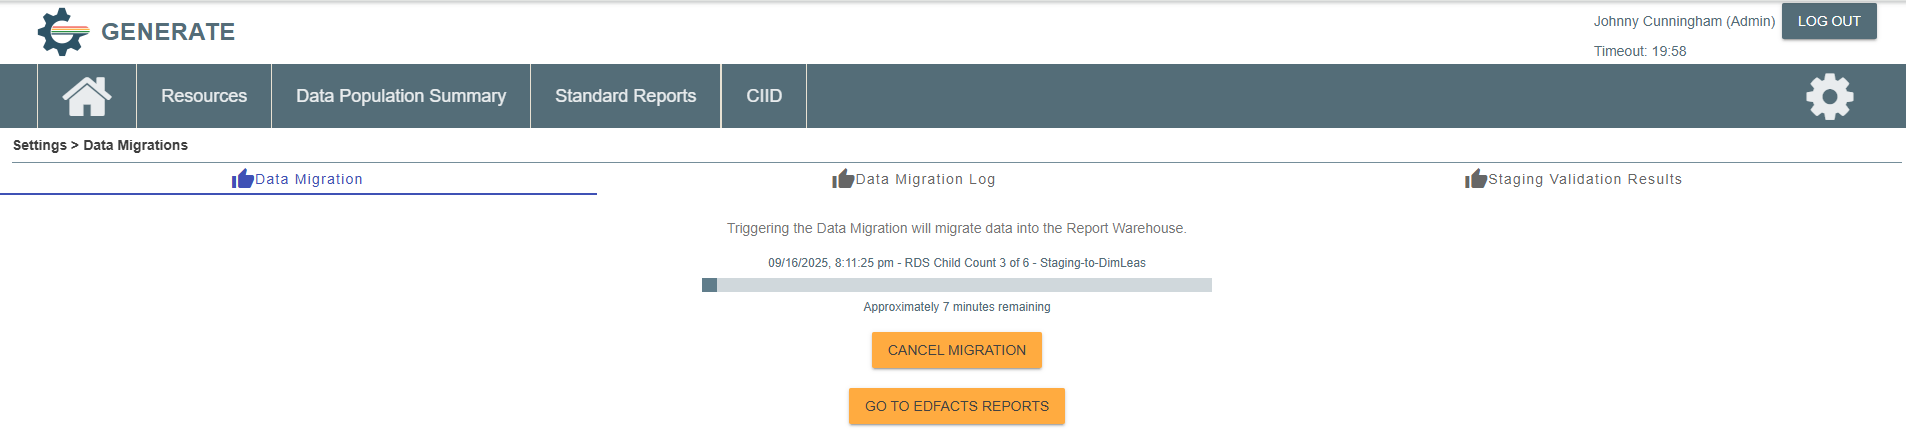 GENERATE
Johnny Cunningham (Admin)
LOG OUT
Timeout: 19:58
Resources
Data Population Summary
Standard Reports
CIID
Settings > Data Migrations
Data Migration
Data Migration Log
Staging Validation Results
Triggering the Data Migration will migrate data into the Report Warehouse.
09/16/2025, 8:11:25 pm - RDS Child Count 3 of 6 - Staging-to-DimLeas
Approximately 7 minutes remaining
CANCEL MIGRATION
GO TO EDFACTS REPORTS